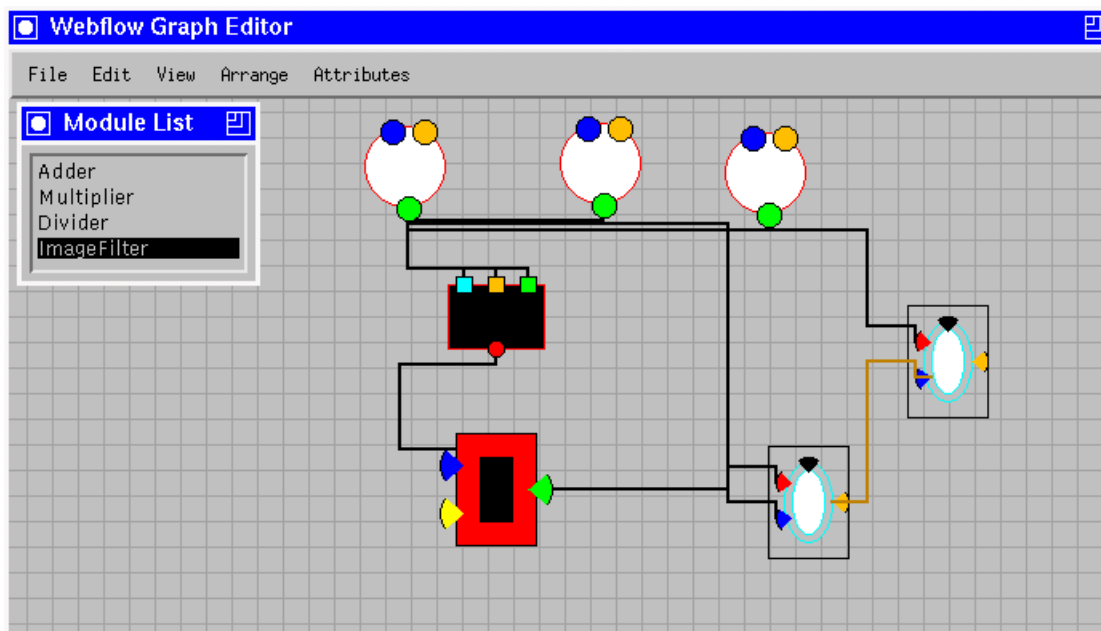 Webflow Graph Editor
File Edit View Arrange Attributes
Module List
Adder
Multiplier
Divider
ImageFilter